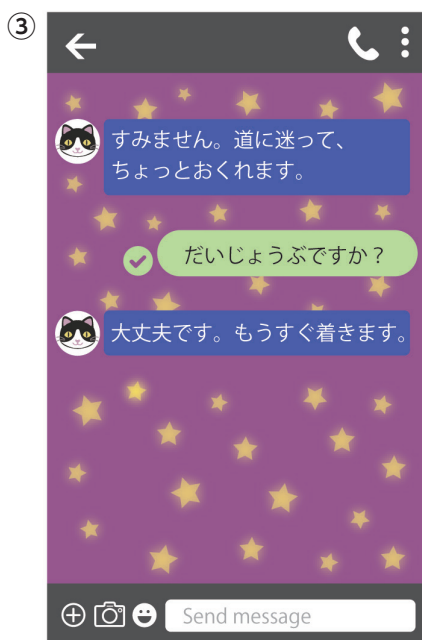 ③
すみません。道に迷って、
ちょっとおくれます。
だいじょうぶですか？
大丈夫です。もうすぐ着きます。
Send message